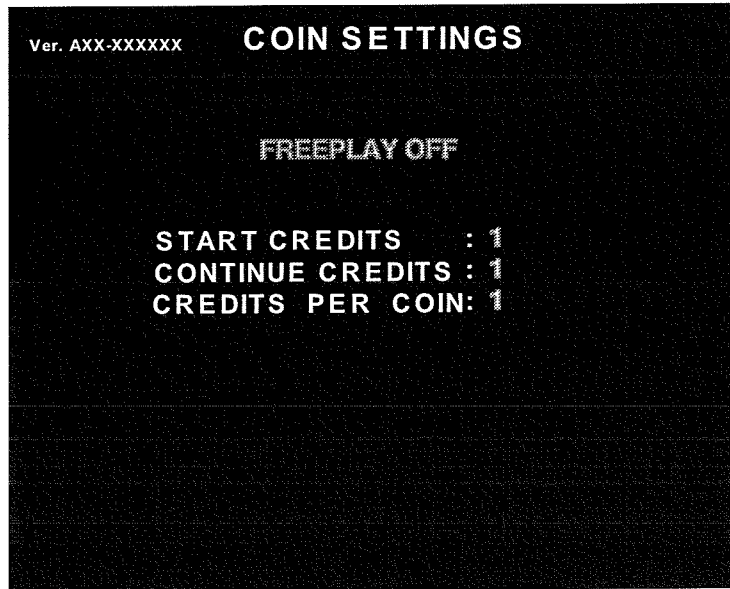 Ver. AXX-XXXXXX COIN SETTINGS
FREEPLAY OFF
START CREDITS : 1
CONTINUE CREDITS : 1
CREDITS PER COIN: 1